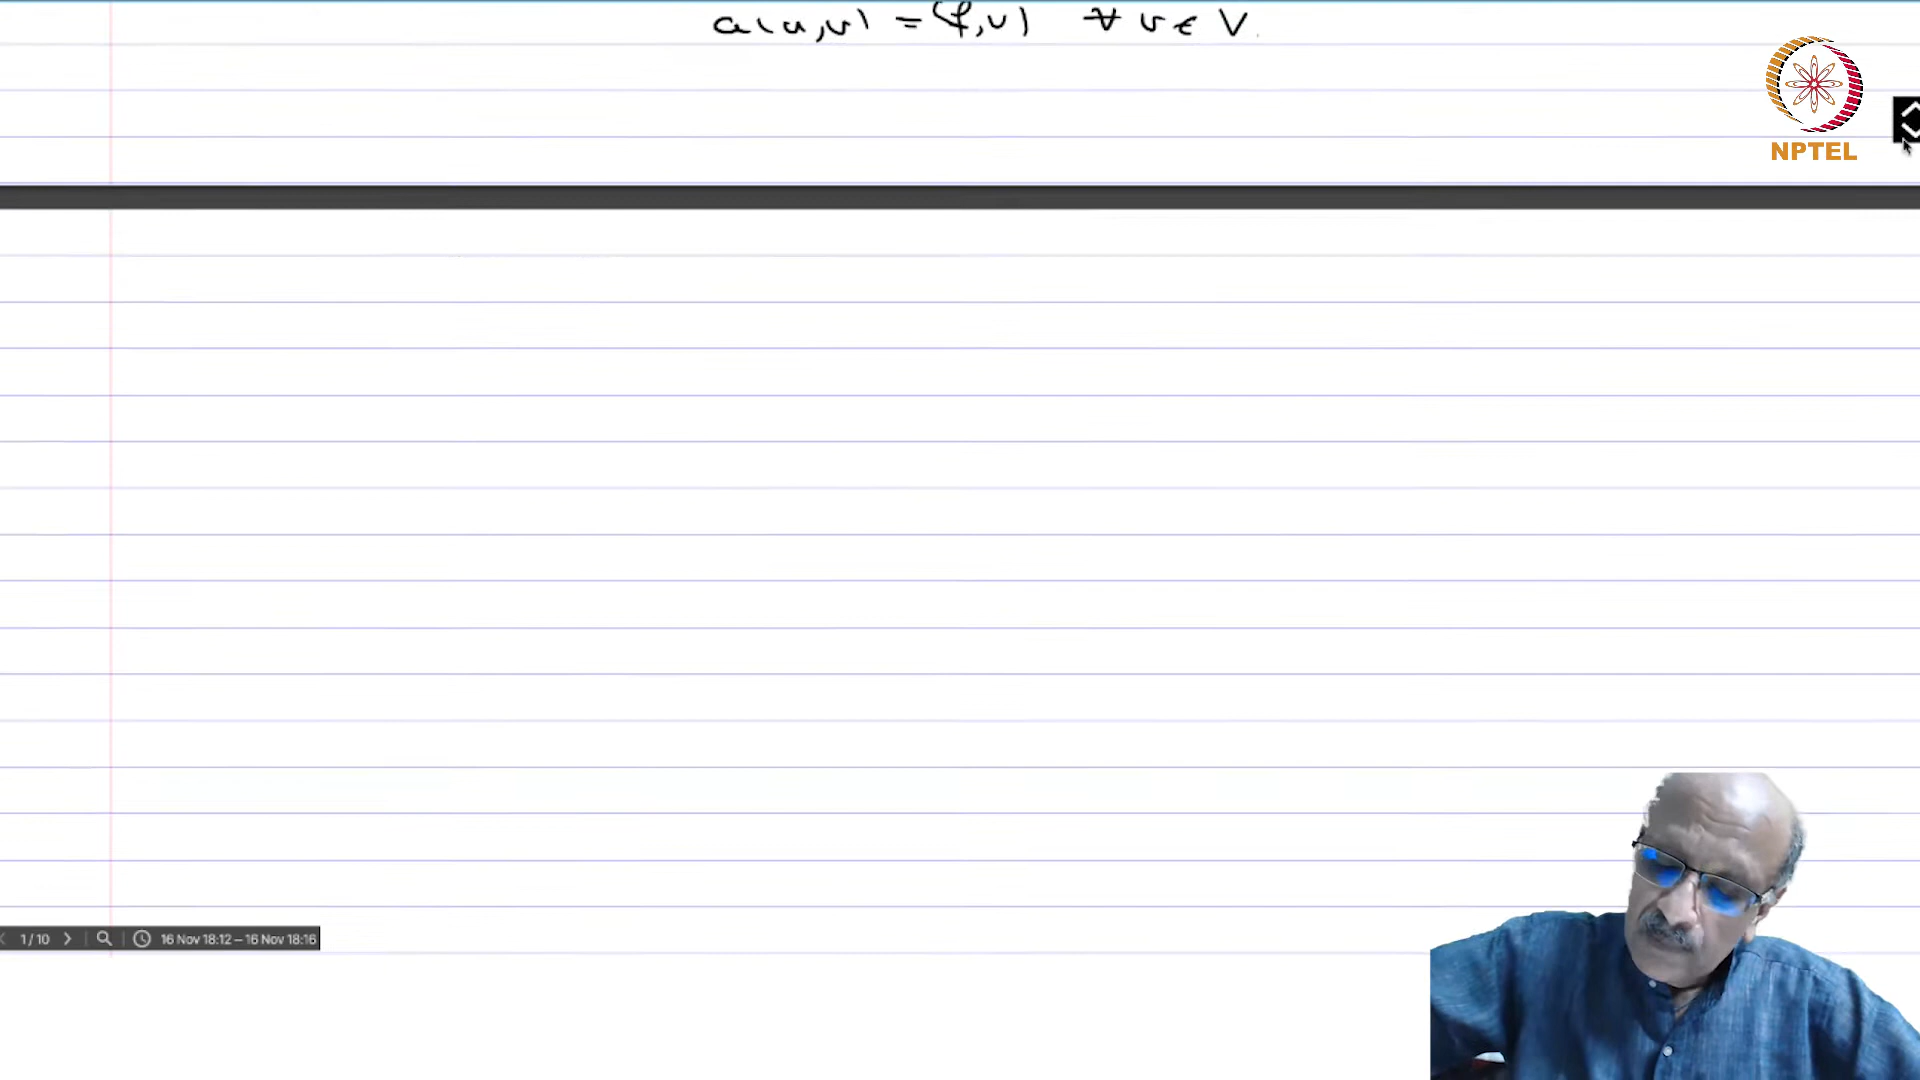 a(u,v) = (f,v) ∀ v ∈ V.
NPTEL
1/10 16 Nov 18:12 – 16 Nov 18:16